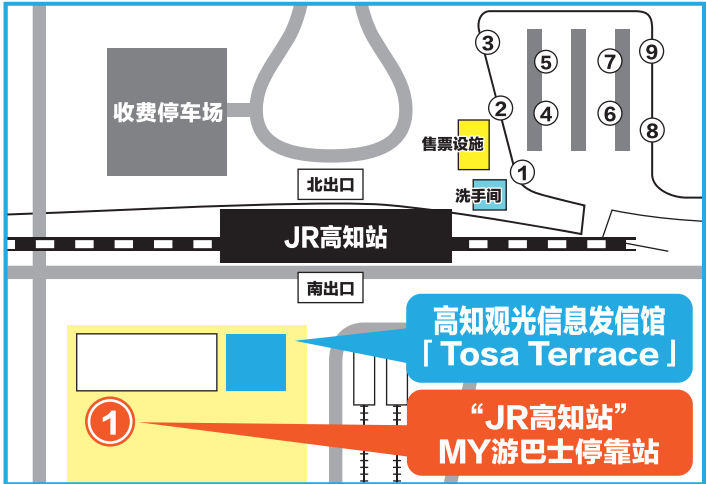 ③
⑨
⑤
⑦
收费停车场
②
④
⑥
⑧
售票设施
①
北出口
洗手间
JR高知站
南出口
高知观光信息发信馆
「Tosa Terrace」
①
“JR高知站”
MY游巴士停靠站